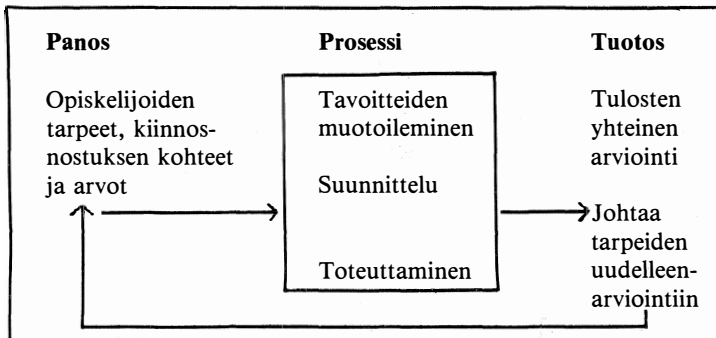 Panos
Opiskelijoiden
tarpeet, kiinnos-
nostuksen kohteet
ja arvot
Prosessi
Tavoitteiden
muotoileminen
Suunnittelu
Toteuttaminen
Tuotos
Tulosten
yhteinen
arviointi
Johtaa
tarpeiden
uudelleen-
arviointiin